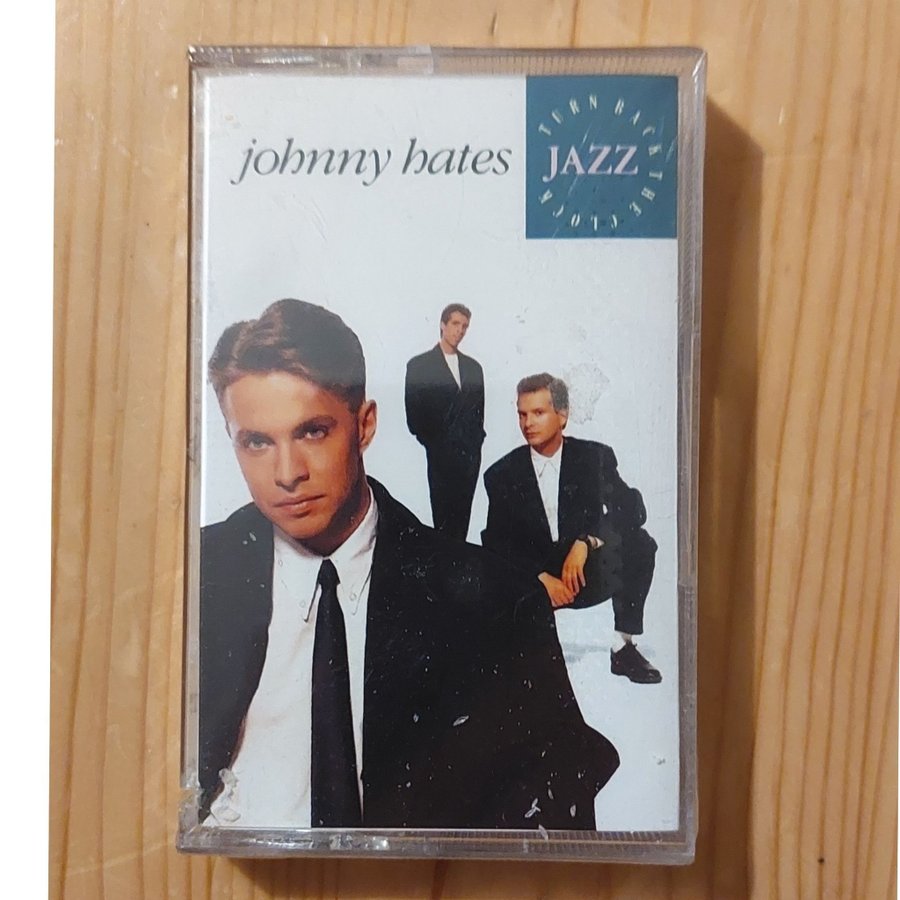 johnny hates
JAZZ
TURN BACK THE CLOCK